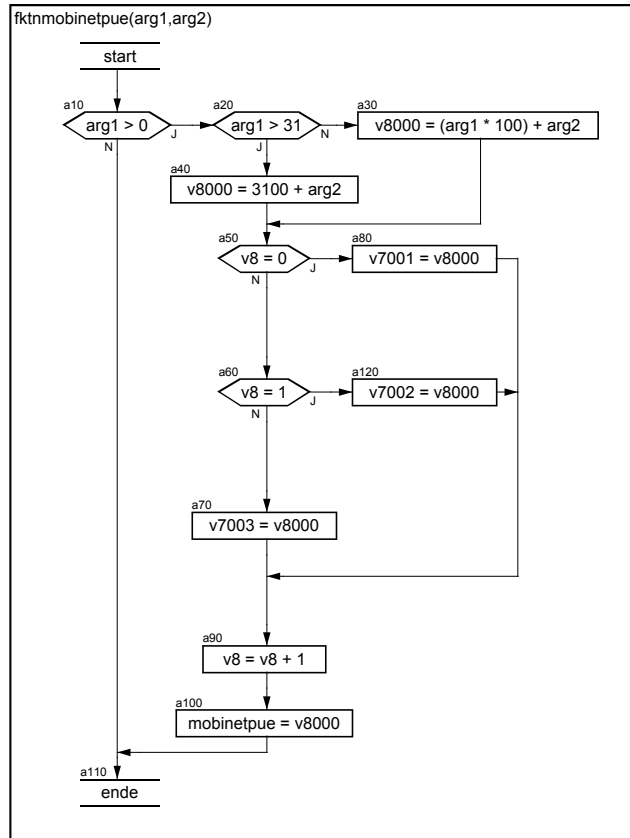 fktnmobinetpue(arg1,arg2)
start
a10
arg1 > 0
J
N
a20
arg1 > 31
N
J
a30
v8000 = (arg1 * 100) + arg2
a40
v8000 = 3100 + arg2
a50
v8 = 0
J
N
a80
v7001 = v8000
a60
v8 = 1
J
N
a120
v7002 = v8000
a70
v7003 = v8000
a90
v8 = v8 + 1
a100
mobinetpue = v8000
a110
ende